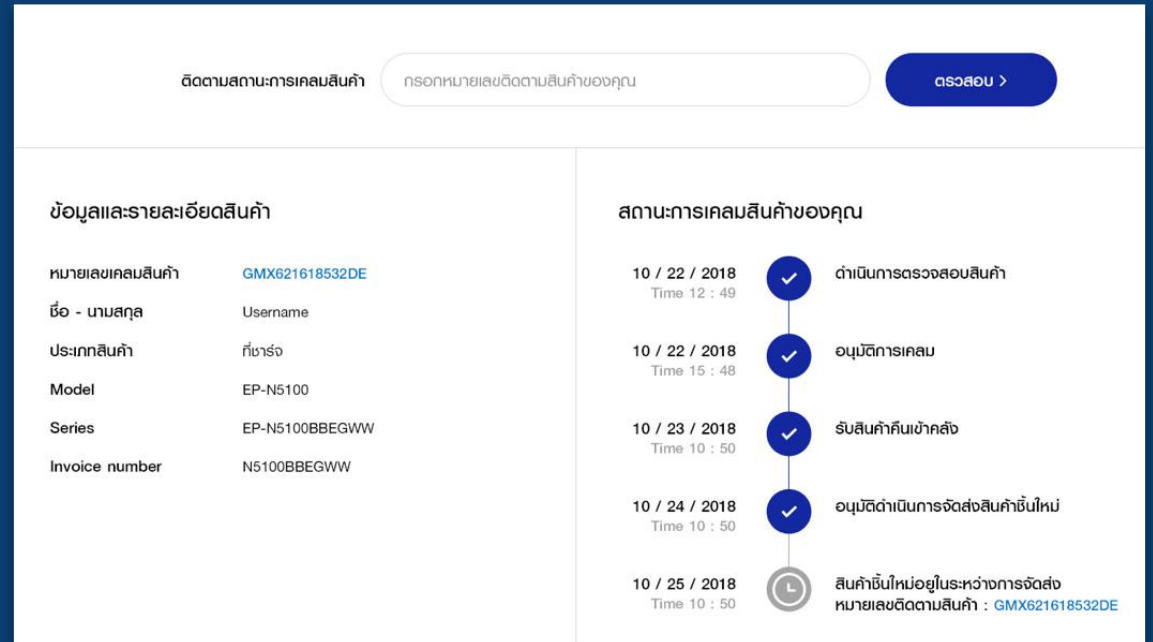 ติดตามสถานะการเคลมสินค้า กรอกหมายเลขติดตามสินค้าของคุณ ตรวสอบ >
ข้อมูลและรายละเอียดสินค้า
หมายเลขเคลมสินค้า GMX621618532DE
ชื่อ - นามสกุล Username
ประเภทสินค้า ที่ชาร์จ
Model EP-N5100
Series EP-N5100BBEGWW
Invoice number N5100BBEGWW
สถานะการเคลมสินค้าของคุณ
10 / 22 / 2018 ดำเนินการตรวจสอบสินค้า
Time 12 : 49
10 / 22 / 2018 อนุมัติการเคลม
Time 15 : 48
10 / 23 / 2018 รับสินค้าคืนเข้าคลัง
Time 10 : 50
10 / 24 / 2018 อนุมัติดำเนินการจัดส่งสินค้าชิ้นใหม่
Time 10 : 50
10 / 25 / 2018 สินค้าชิ้นใหม่อยู่ในระหว่างการจัดส่ง
Time 10 : 50 หมายเลขติดตามสินค้า : GMX621618532DE